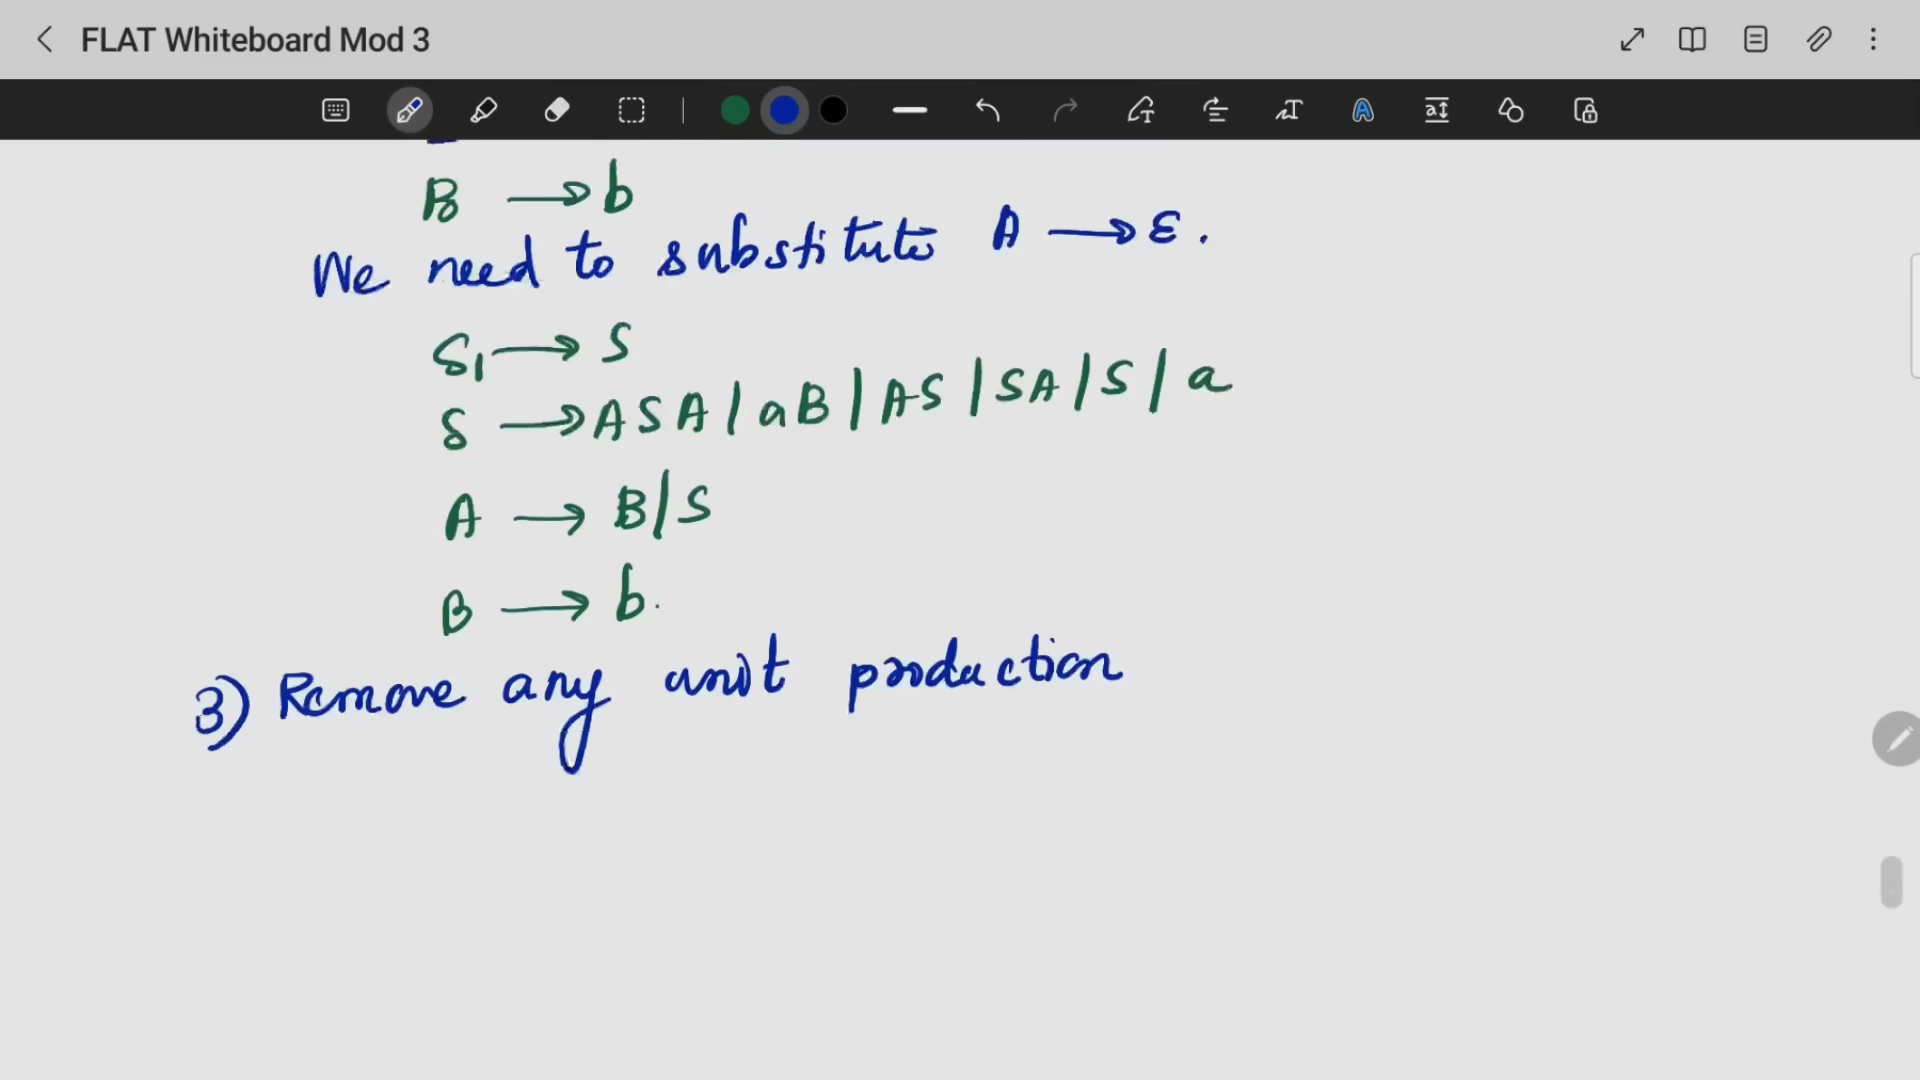 FLAT Whiteboard Mod 3
B → b
We need to substitute A → ε.
S₁ → S
S → ASA | aB | AS | SA | S | a
A → B | S
B → b.
3) Remove any unit production